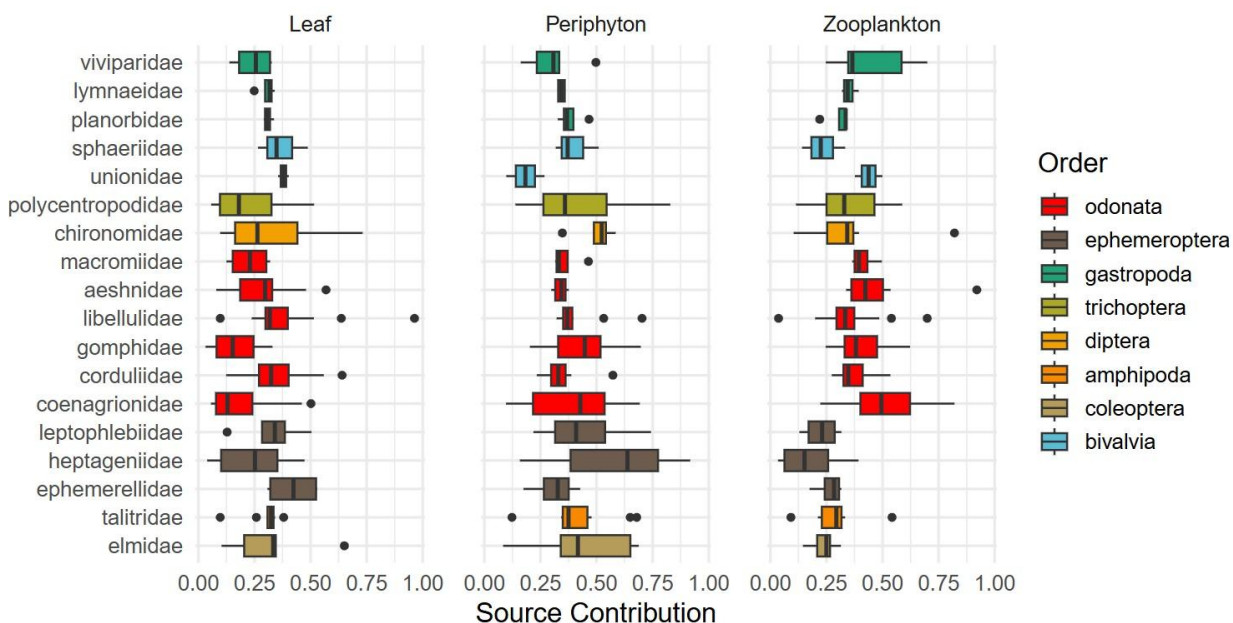 Leaf Periphyton Zooplankton
viviparidae
lymnaeidae
planorbidae
sphaeriidae
unionidae
polycentropodidae
chironomidae
macromiidae
aeshnidae
libellulidae
gomphidae
corduliidae
coenagrionidae
leptophlebiidae
heptageniidae
ephemerellidae
talitridae
elmidae
0.00 0.25 0.50 0.75 1.00 0.00 0.25 0.50 0.75 1.00 0.00 0.25 0.50 0.75 1.00
Source Contribution
Order
odonata
ephemeroptera
gastropoda
trichoptera
diptera
amphipoda
coleoptera
bivalvia